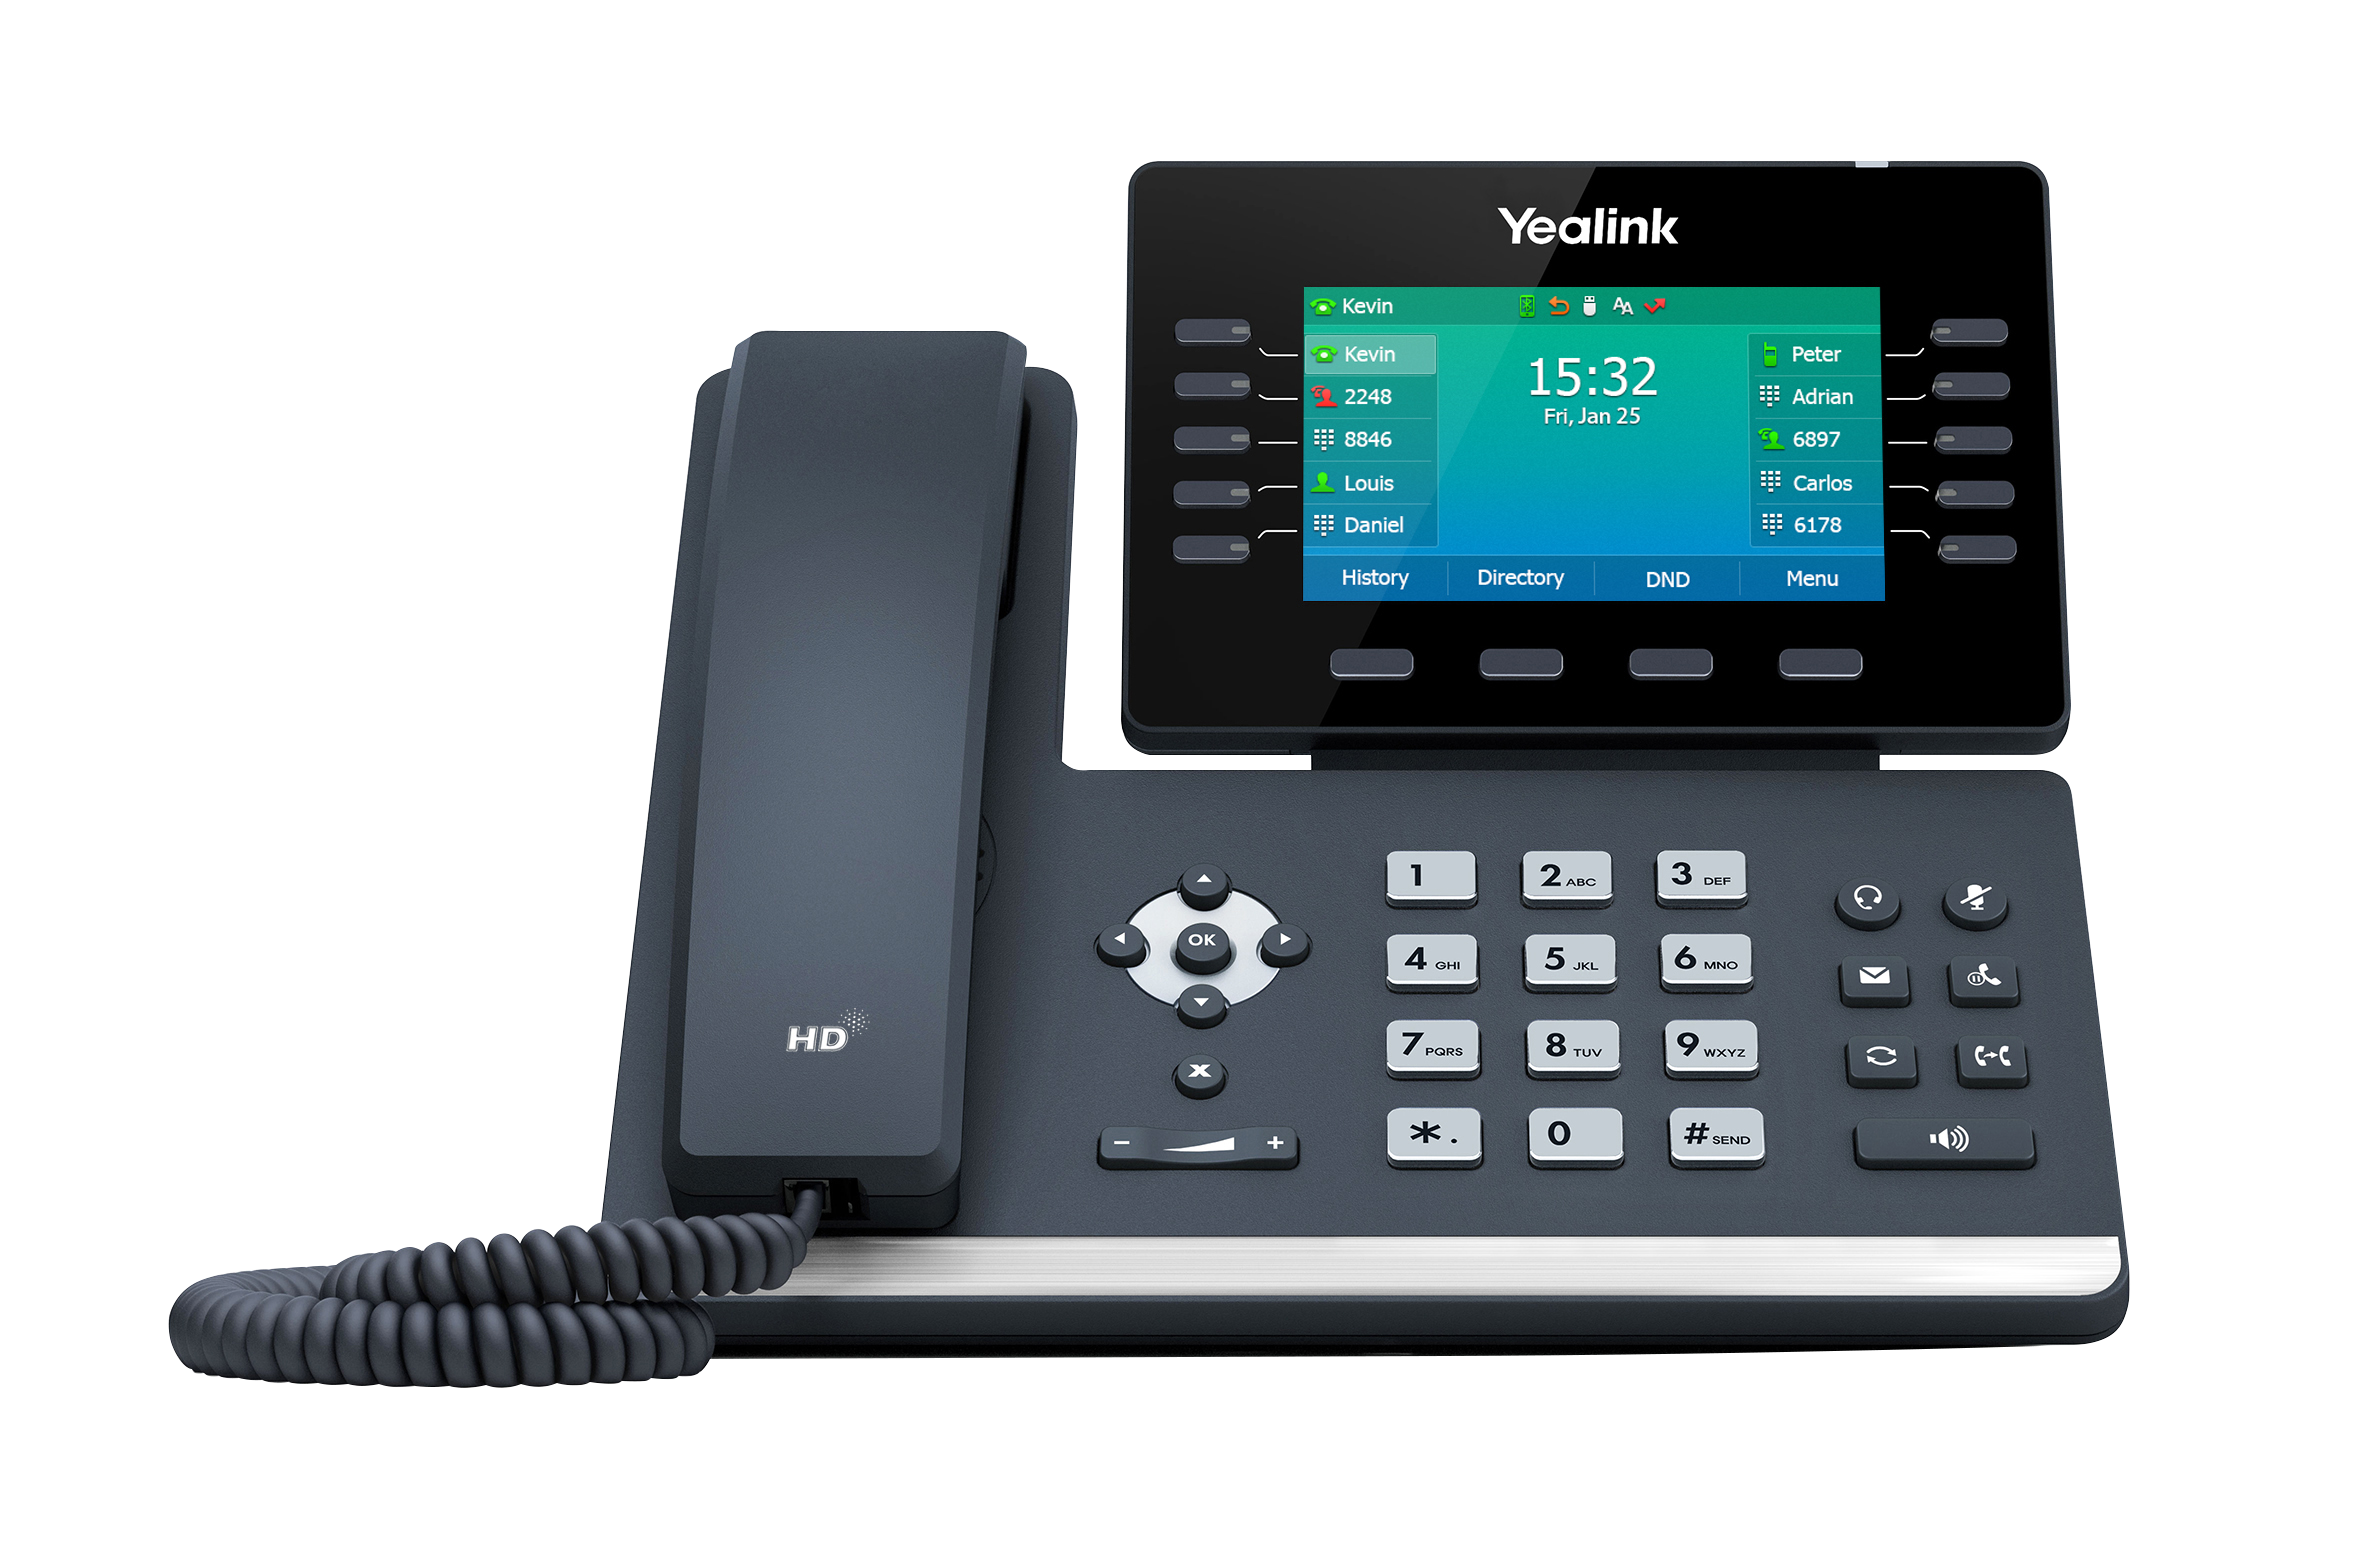 Yealink
Kevin
AA
Kevin
2248
8846
Louis
Daniel
15:32
Fri, Jan 25
Peter
Adrian
6897
Carlos
6178
History Directory DND Menu
HD
OK
X
- +
1 2 ABC 3 DEF
4 GHI 5 JKL 6 MNO
7 PQRS 8 TUV 9 WXYZ
*. 0 # SEND